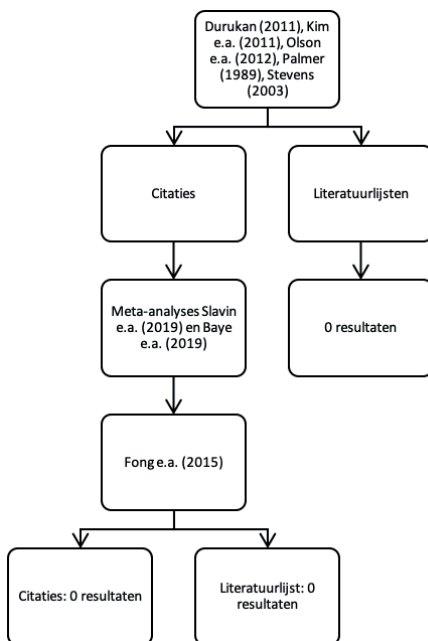 Durukan (2011), Kim
e.a. (2011), Olson
e.a. (2012), Palmer
(1989), Stevens
(2003)
Citaties
Literatuurlijsten
Meta-analyses Slavin
e.a. (2019) en Baye
e.a. (2019)
0 resultaten
Fong e.a. (2015)
Citaties: 0 resultaten
Literatuurlijst: 0
resultaten